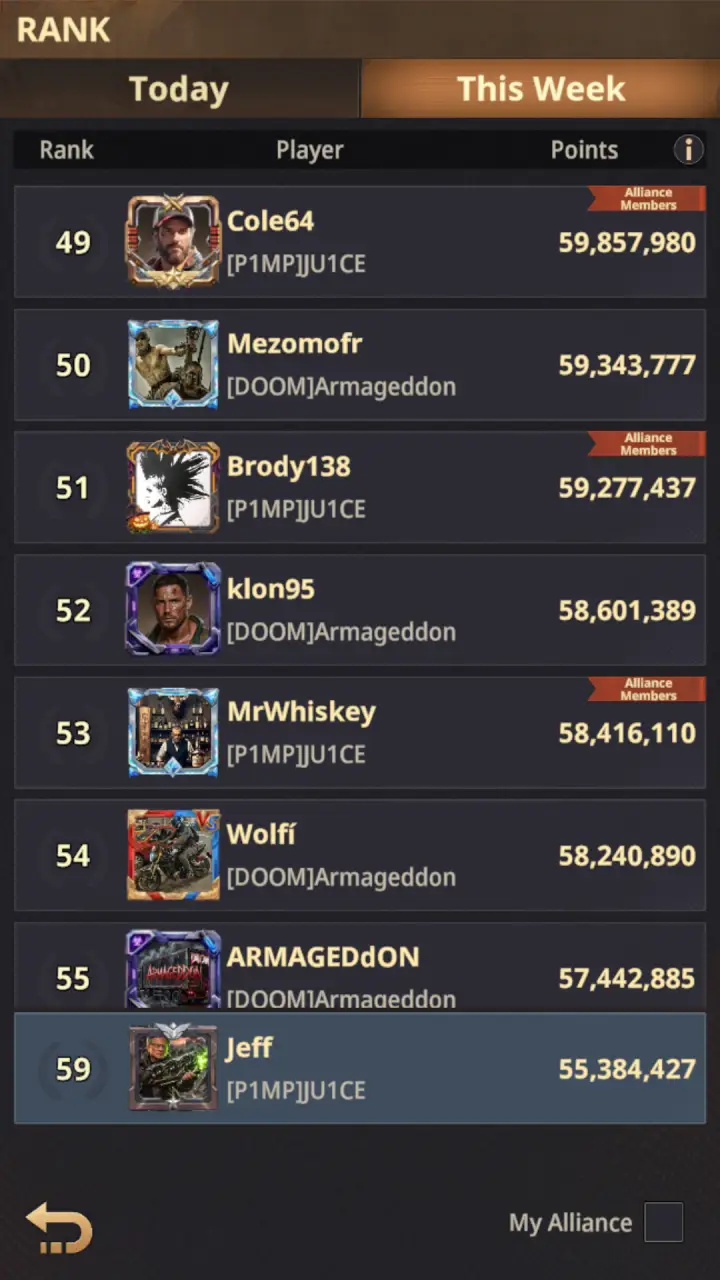 RANK
Today
This Week
Rank
Player
Points
i
Alliance
Members
49
Cole64
59,857,980
[P1MP]JU1CE
50
Mezomofr
59,343,777
[DOOM]Armageddon
Alliance
Members
51
Brody138
59,277,437
[P1MP]JU1CE
52
klon95
58,601,389
[DOOM]Armageddon
Alliance
Members
53
MrWhiskey
58,416,110
[P1MP]JU1CE
VS
54
Wolfí
58,240,890
[DOOM]Armageddon
55
ARMAGEDDON
ARMAGEDdON
57,442,885
[DOOM]Armageddon
59
Jeff
55,384,427
[P1MP]JU1CE
My Alliance